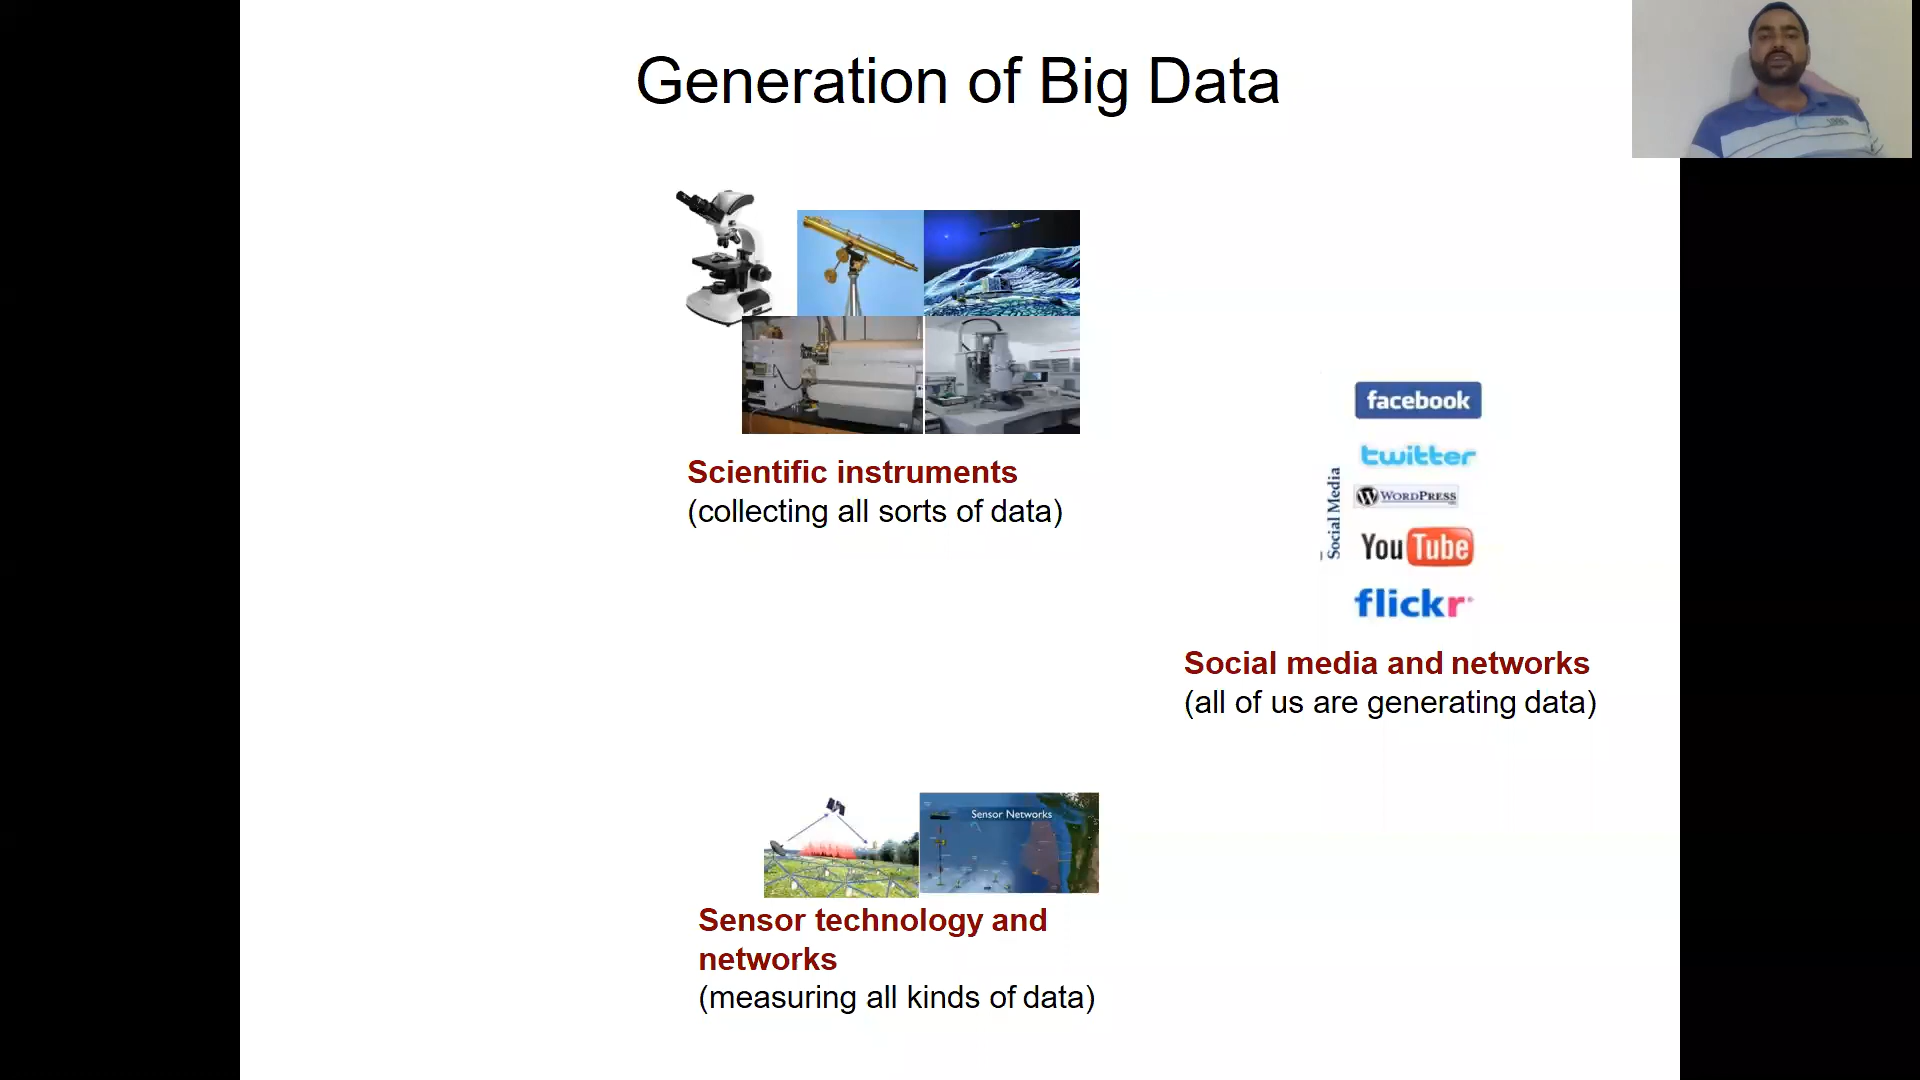 Generation of Big Data
Scientific instruments
(collecting all sorts of data)
facebook
twitter
WORDPRESS
You Tube
flickr
Social Media
Social media and networks
(all of us are generating data)
Sensor Networks
Sensor technology and
networks
(measuring all kinds of data)